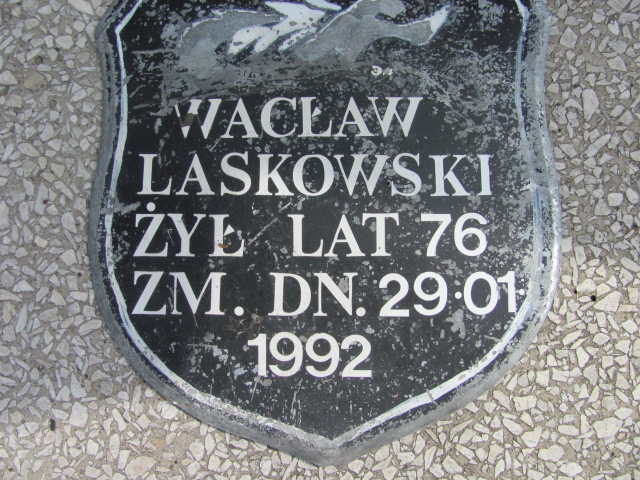 WACŁAW
LASKOWSKI
ŻYŁ LAT 76
ZM. DN. 29·01·
1992